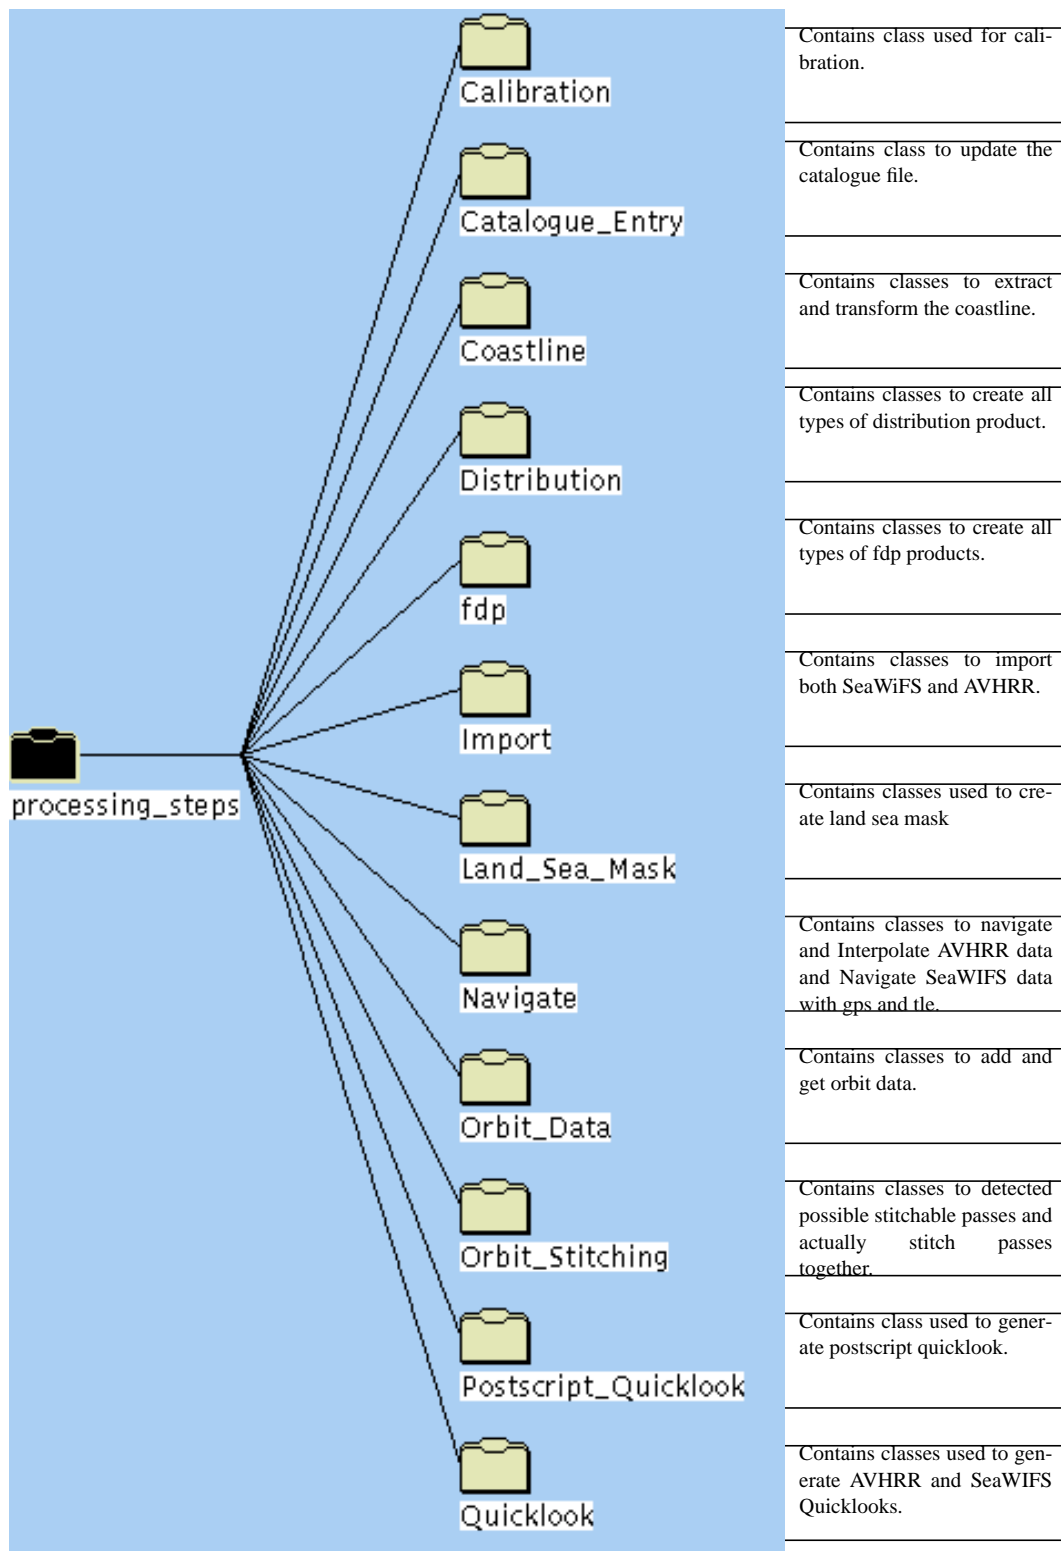 Contains class used for cali-
bration.
Calibration
Contains class to update the
catalogue file.
Catalogue_Entry
Contains classes to extract
and transform the coastline.
Coastline
Contains classes to create all
types of distribution product.
Distribution
Contains classes to create all
types of fdp products.
fdp
Contains classes to import
both SeaWiFS and AVHRR.
Import
processing_steps
Contains classes used to cre-
ate land sea mask
Land_Sea_Mask
Contains classes to navigate
and Interpolate AVHRR data
and Navigate SeaWIFS data
with gps and tle.
Navigate
Contains classes to add and
get orbit data.
Orbit_Data
Contains classes to detected
possible stitchable passes and
actually stitch passes
together.
Orbit_Stitching
Contains class used to gener-
ate postscript quicklook.
Postscript_Quicklook
Contains classes used to gen-
erate AVHRR and SeaWIFS
Quicklooks.
Quicklook